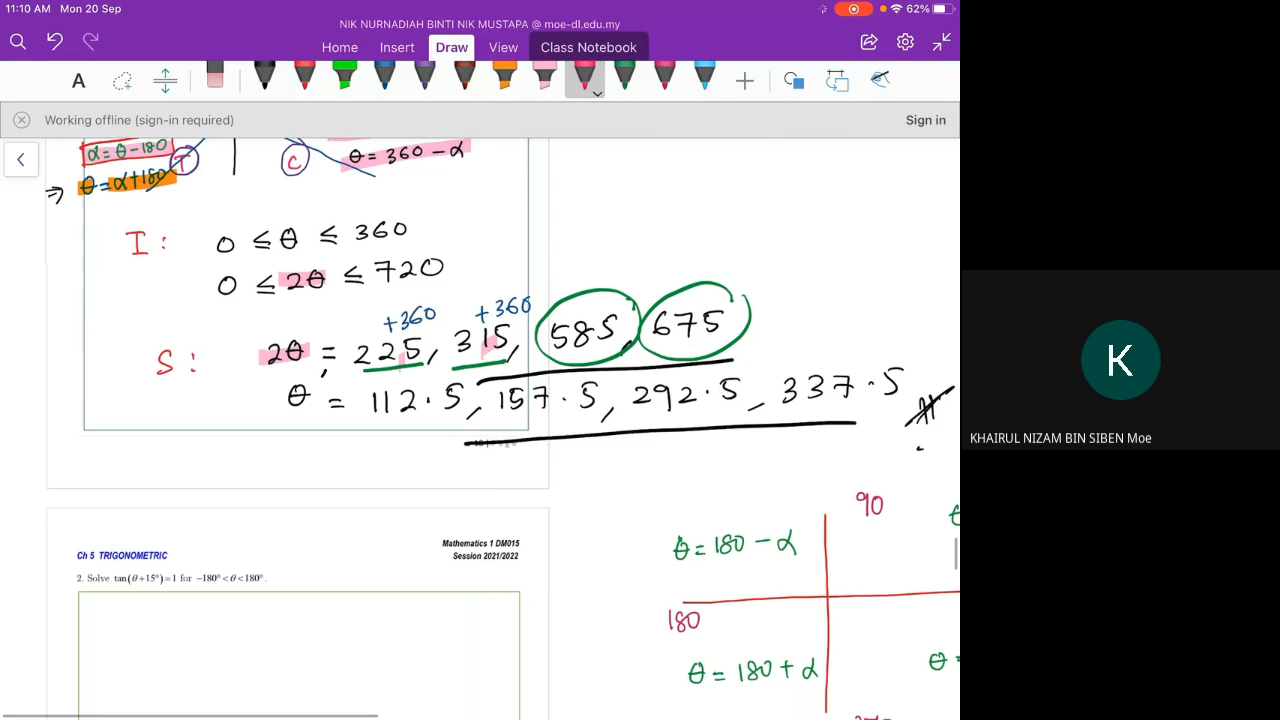 11:10 AM Mon 20 Sep
62%
NIK NURNADIAH BINTI NIK MUSTAPA @ moe-dl.edu.my
Home Insert Draw View Class Notebook
A
Working offline (sign-in required)
Sign in
α = θ - 180
T
C
θ = 360 - α
⇒ θ = α + 180
I : 0 ≤ θ ≤ 360
0 ≤ 2θ ≤ 720
+360 +360
S : 2θ = 225, 315, 585, 675
θ = 112.5, 157.5, 292.5, 337.5
K
KHAIRUL NIZAM BIN SIBEN Moe
90
θ = 180 - α
180
θ = 180 + α
θ =
Mathematics 1 DM015
Ch 5 TRIGONOMETRIC Session 2021/2022
2. Solve tan(θ+15°)=1 for -180° < θ < 180°.